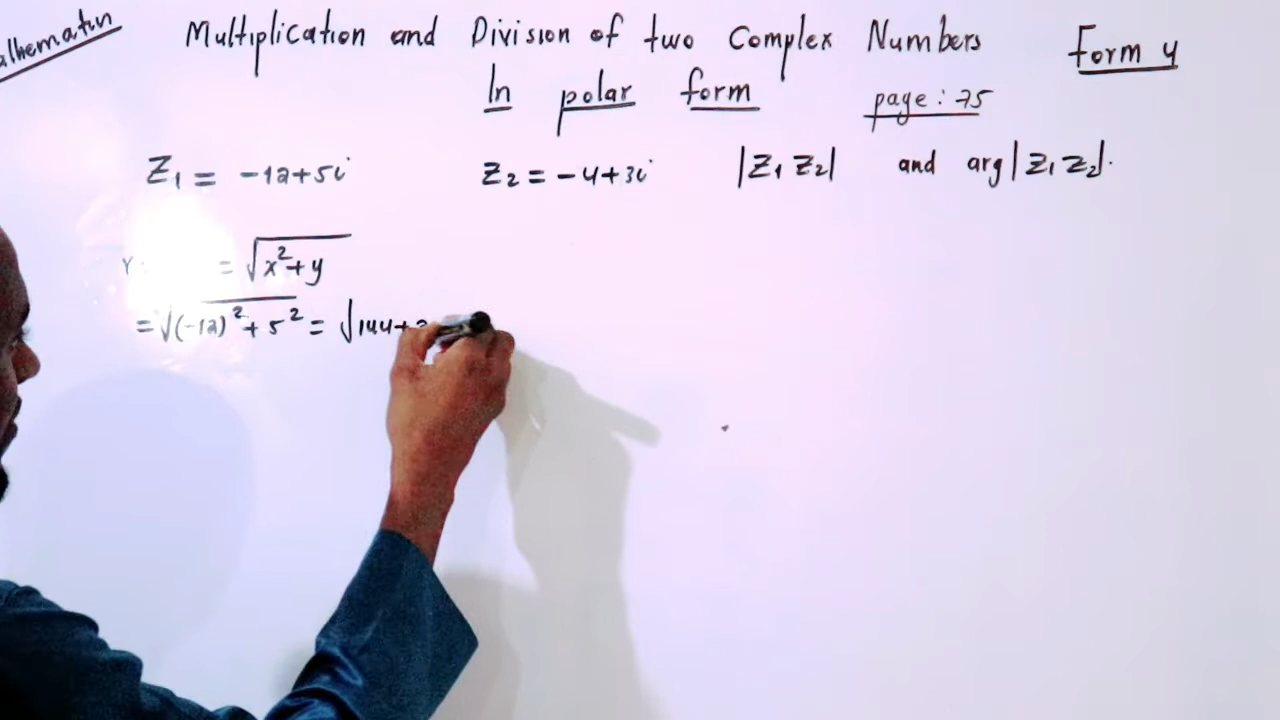 Multiplication and Division of two Complex Numbers Form 4
In polar form page: 75
Z₁ = -12+5i Z₂ = -4+3i |Z₁ Z₂| and arg|Z₁ Z₂|.
= √x²+y
= √(-12)²+5² = √144+2